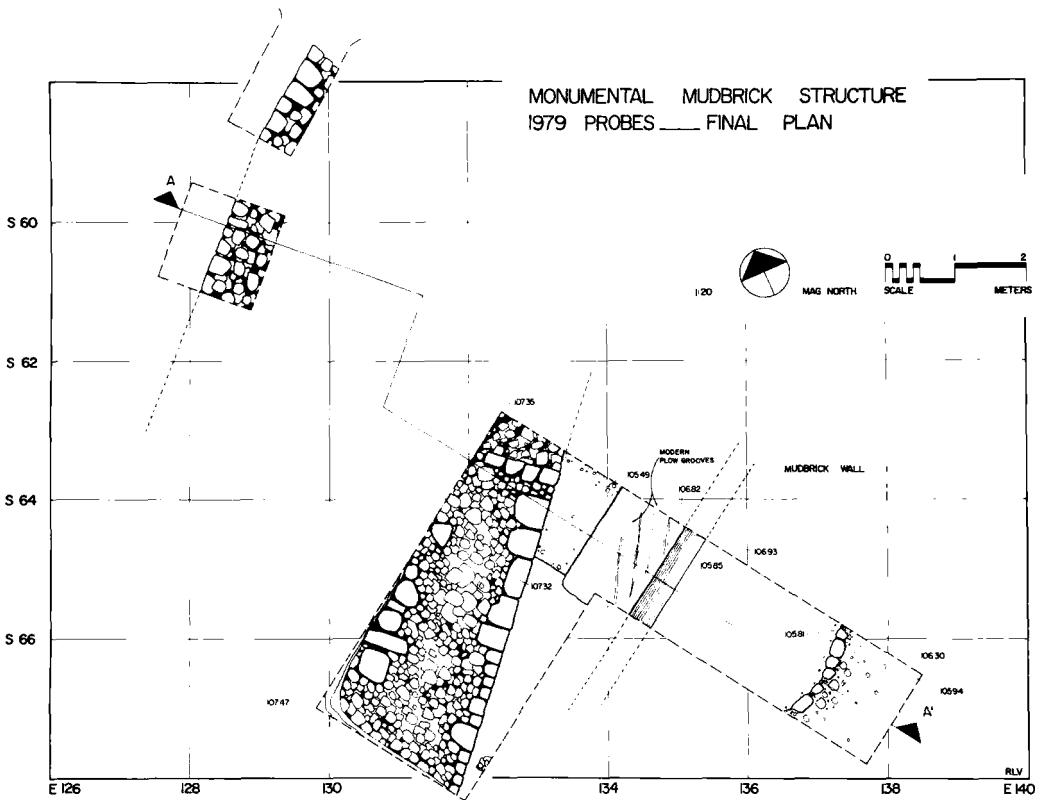 MONUMENTAL MUDBRICK STRUCTURE
1979 PROBES ___ FINAL PLAN
A
S 60
1:20
MAG NORTH
0 1 2
SCALE METERS
S 62
10735
MODERN
PLOW GROOVES
10549
10682
MUDBRICK WALL
S 64
10693
10585
10732
S 66
10581
10630
10594
10747
A'
RLV
E 126 128 130 134 136 138 E 140